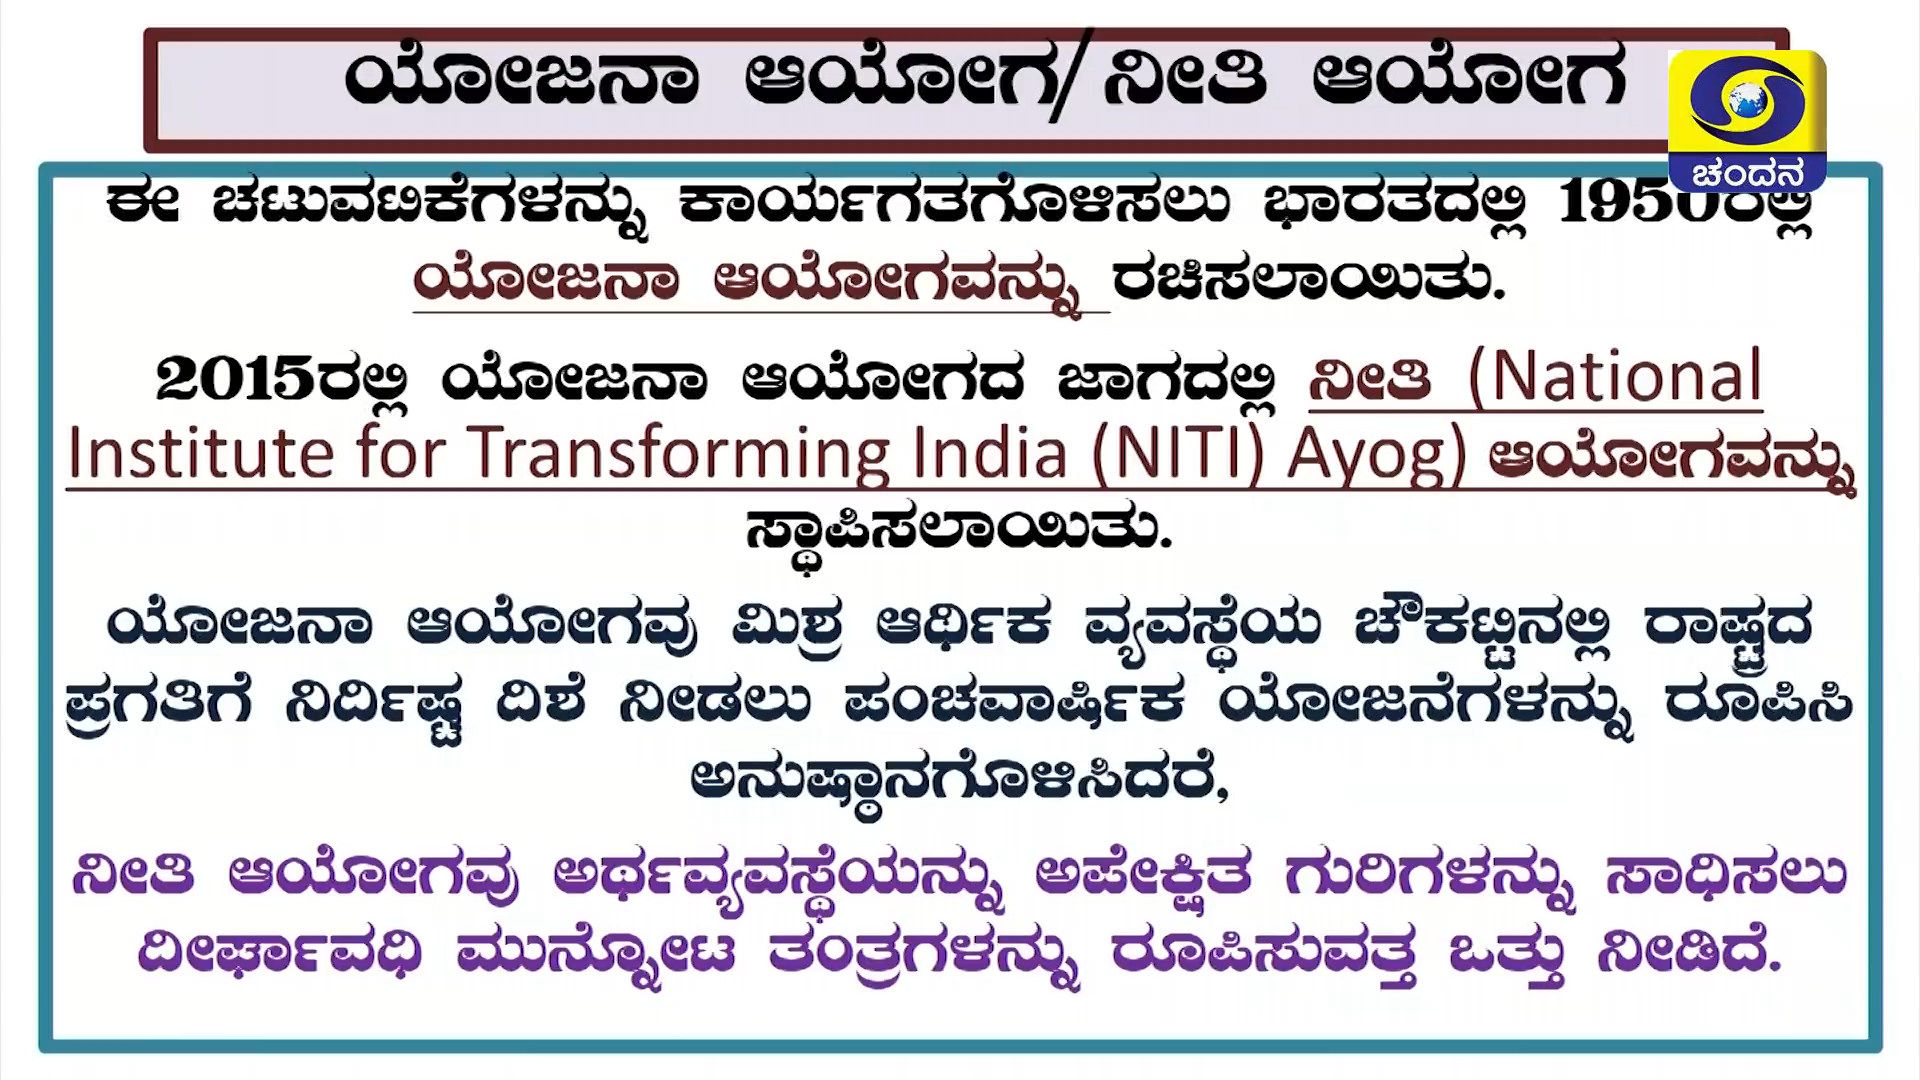 ಯೋಜನಾ ಆಯೋಗ/ನೀತಿ ಆಯೋಗ
ಚಂದನ
ಈ ಚಟುವಟಿಕೆಗಳನ್ನು ಕಾರ್ಯಗತಗೊಳಿಸಲು ಭಾರತದಲ್ಲಿ 1950ರಲ್ಲಿ
ಯೋಜನಾ ಆಯೋಗವನ್ನು ರಚಿಸಲಾಯಿತು.
2015ರಲ್ಲಿ ಯೋಜನಾ ಆಯೋಗದ ಜಾಗದಲ್ಲಿ ನೀತಿ (National
Institute for Transforming India (NITI) Ayog) ಆಯೋಗವನ್ನು
ಸ್ಥಾಪಿಸಲಾಯಿತು.
ಯೋಜನಾ ಆಯೋಗವು ಮಿಶ್ರ ಆರ್ಥಿಕ ವ್ಯವಸ್ಥೆಯ ಚೌಕಟ್ಟಿನಲ್ಲಿ ರಾಷ್ಟ್ರದ
ಪ್ರಗತಿಗೆ ನಿರ್ದಿಷ್ಟ ದಿಶೆ ನೀಡಲು ಪಂಚವಾರ್ಷಿಕ ಯೋಜನೆಗಳನ್ನು ರೂಪಿಸಿ
ಅನುಷ್ಠಾನಗೊಳಿಸಿದರೆ,
ನೀತಿ ಆಯೋಗವು ಅರ್ಥವ್ಯವಸ್ಥೆಯನ್ನು ಅಪೇಕ್ಷಿತ ಗುರಿಗಳನ್ನು ಸಾಧಿಸಲು
ದೀರ್ಘಾವಧಿ ಮುನ್ನೋಟ ತಂತ್ರಗಳನ್ನು ರೂಪಿಸುವತ್ತ ಒತ್ತು ನೀಡಿದೆ.